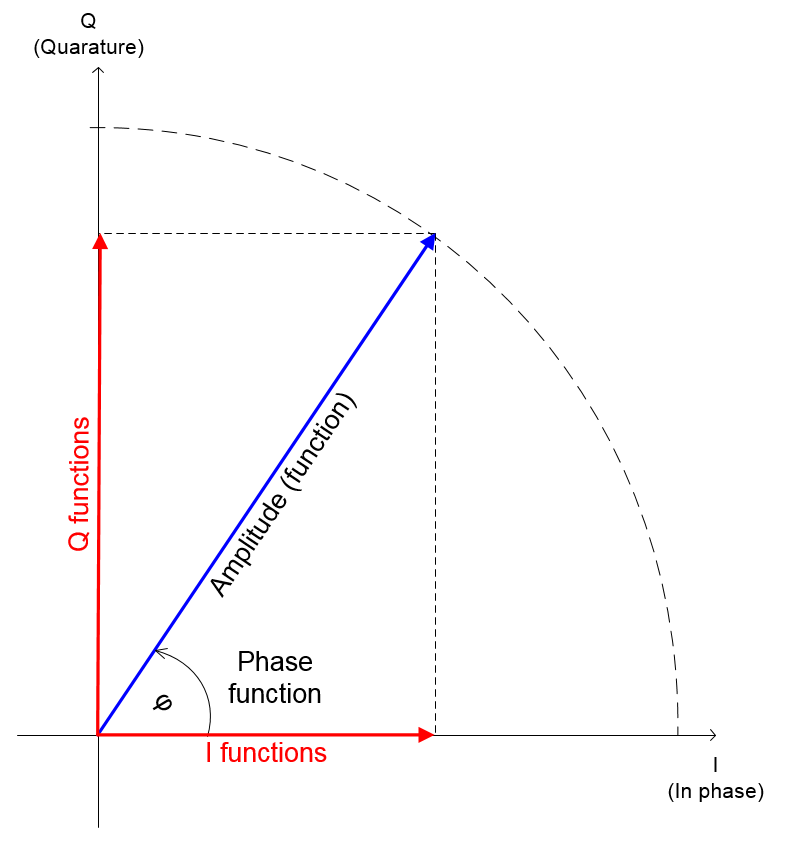 Q
(Quarature)
Q functions
Amplitude (function)
Phase
function
φ
I functions
I
(In phase)